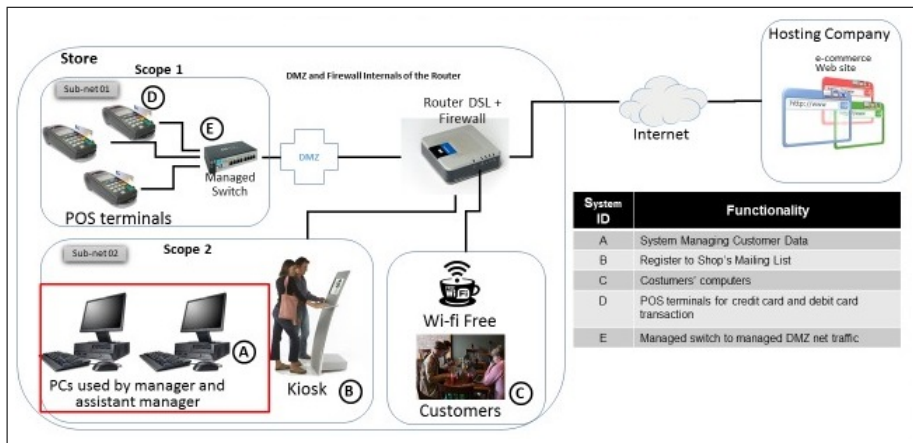 Store
Scope 1
Sub-net 01
D
E
POS terminals
Managed
Switch
DMZ and Firewall Internals of the Router
DMZ
Router DSL +
Firewall
Internet
Hosting Company
e-commerce
Web site
http://www
Sub-net 02
Scope 2
A
PCs used by manager and
assistant manager
Kiosk
B
Wi-fi Free
Customers
C
System ID Functionality
A System Managing Customer Data
B Register to Shop's Mailing List
C Costumers' computers
D POS terminals for credit card and debit card
transaction
E Managed switch to managed DMZ net traffic